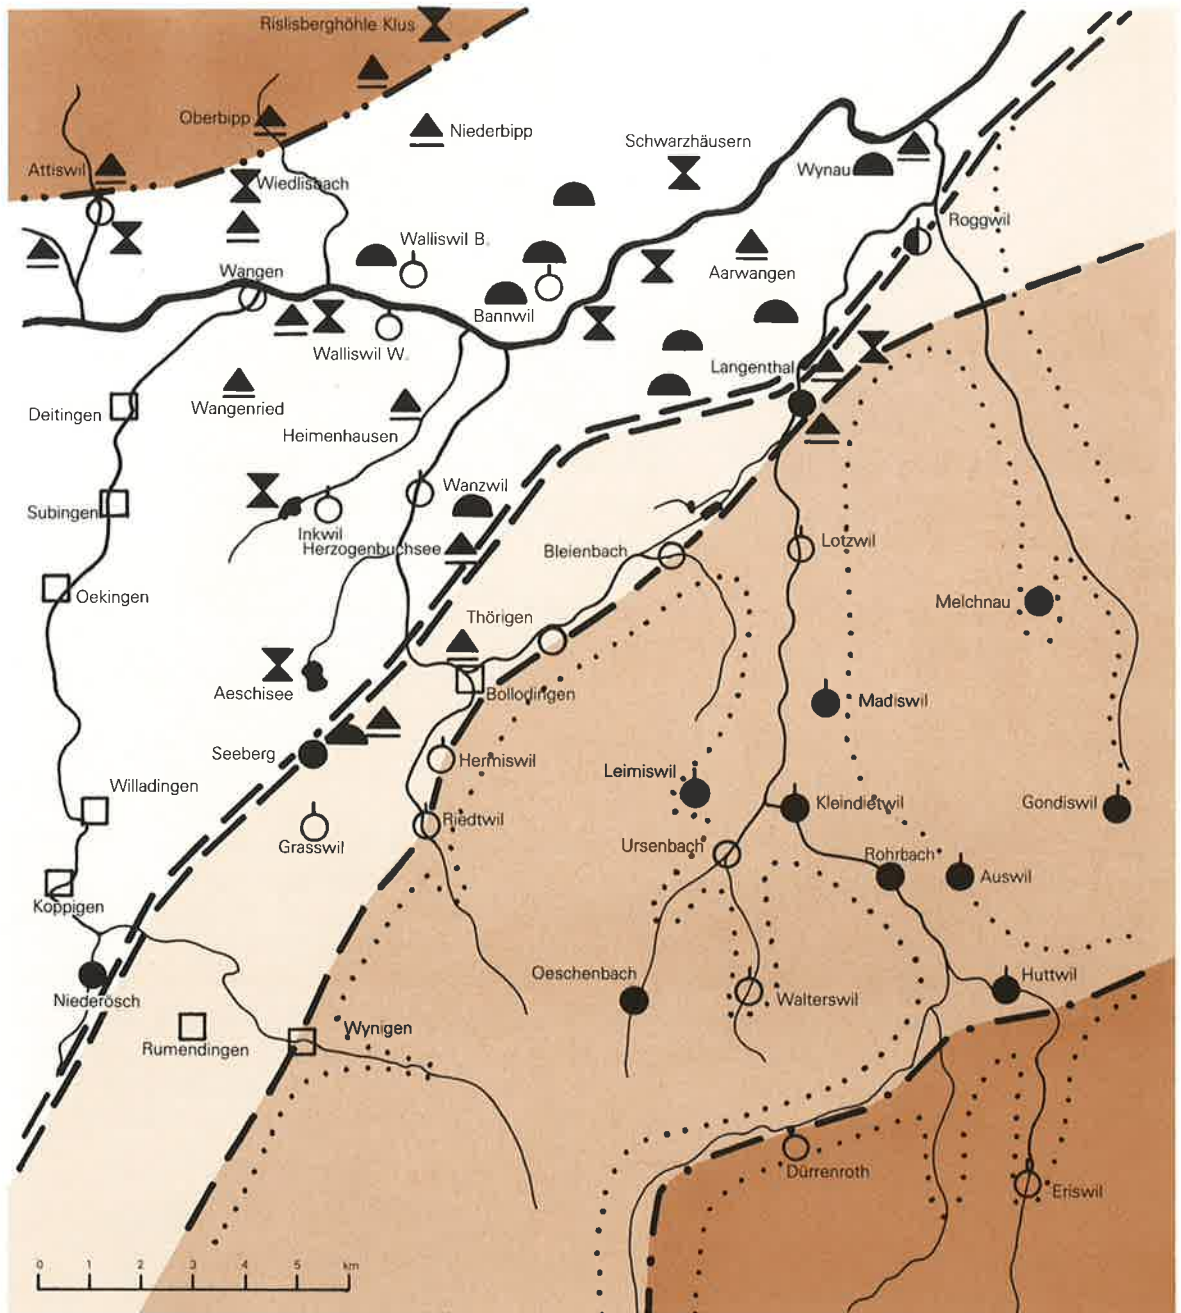 Rislisberghöhle Klus
Oberbipp
Niederbipp
Schwarzhäusern
Attiswil
Wiedlisbach
Wynau
Roggwil
Walliswil B.
Aarwangen
Wangen
Bannwil
Walliswil W.
Langenthal
Wangenried
Deitingen
Heimenhausen
Wanzwil
Subingen
Inkwil
Herzogenbuchsee
Bleienbach
Lotzwil
Oekingen
Melchnau
Thörigen
Aeschisee
Bollodingen
Madiswil
Seeberg
Hermiswil
Leimiswil
Willadingen
Kleindietwil
Gondiswil
Riedtwil
Grasswil
Ursenbach
Rohrbach
Auswil
Koppigen
Oeschenbach
Huttwil
Niederösch
Walterswil
Wynigen
Rumendingen
Dürrenroth
Eriswil
0 1 2 3 4 5 km